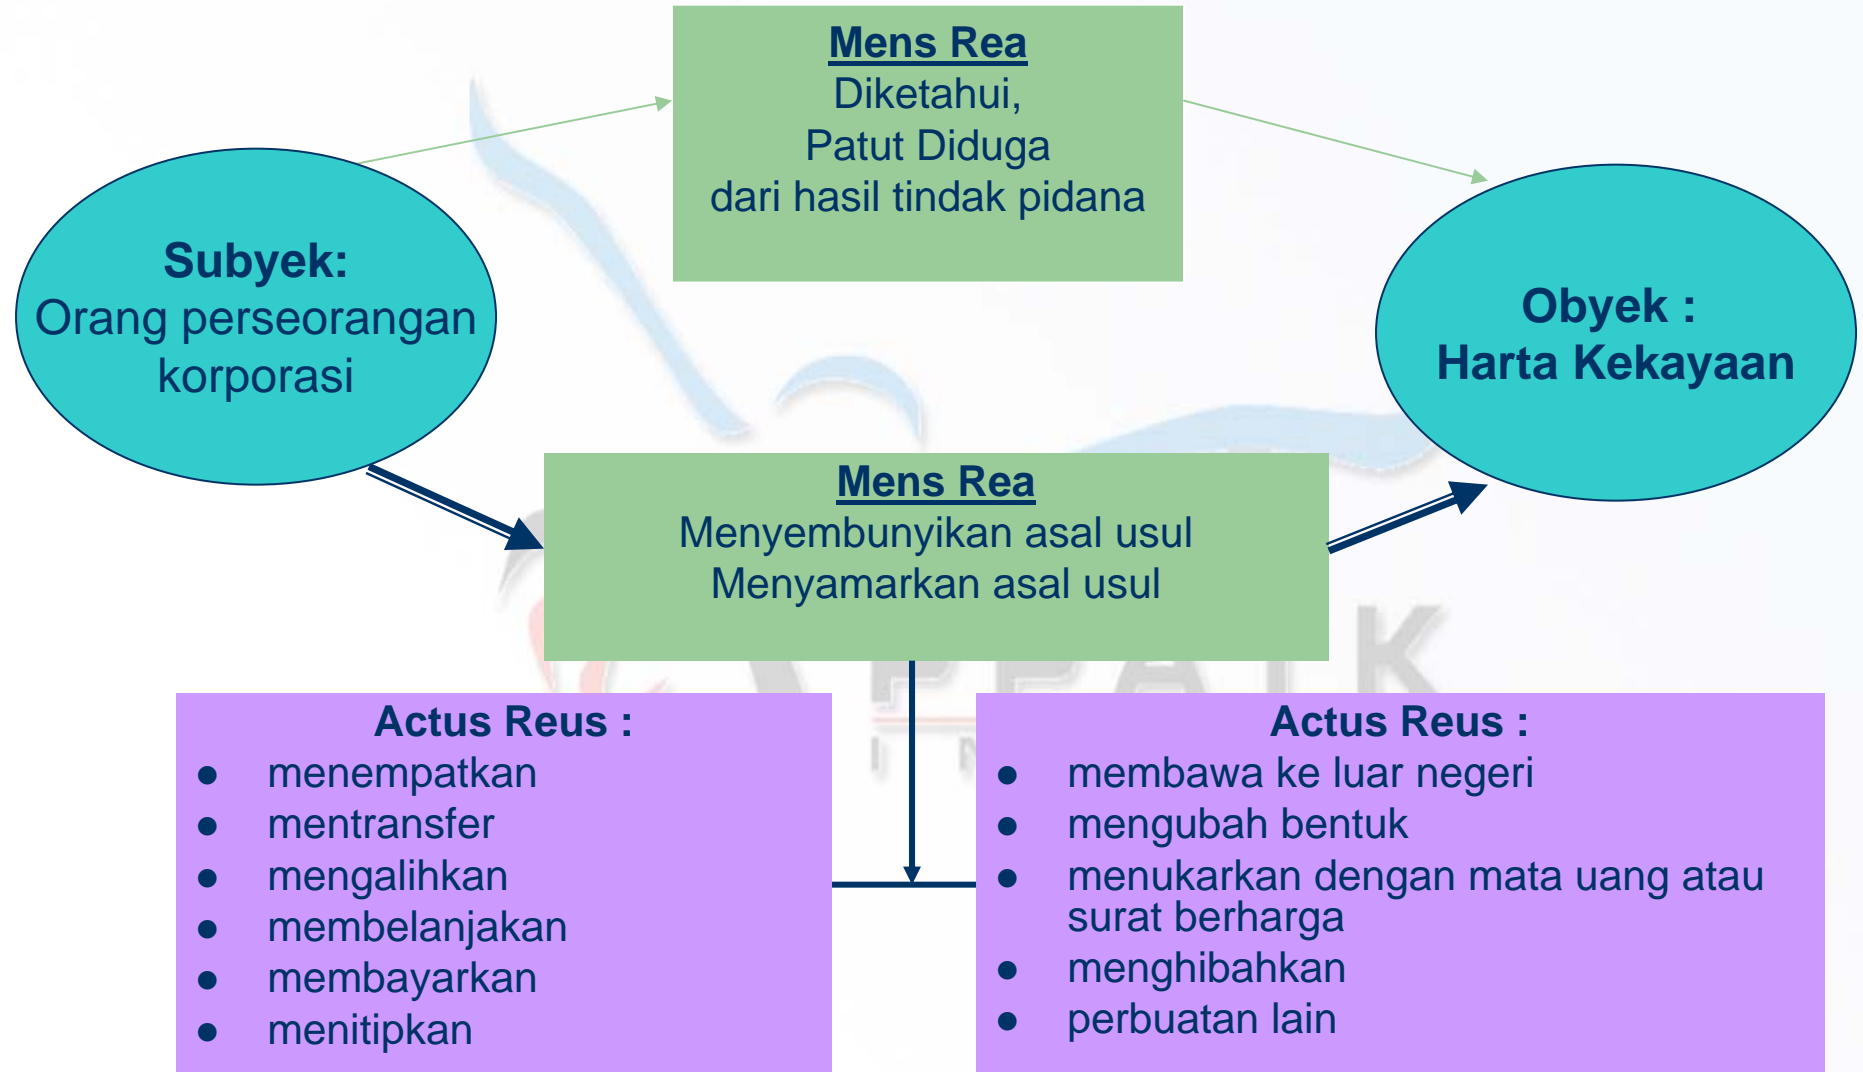 Mens Rea
Diketahui,
Patut Diduga
dari hasil tindak pidana
Subyek:
Orang perseorangan
korporasi
Obyek :
Harta Kekayaan
Mens Rea
Menyembunyikan asal usul
Menyamarkan asal usul
Actus Reus :
● menempatkan
● mentransfer
● mengalihkan
● membelanjakan
● membayarkan
● menitipkan
Actus Reus :
● membawa ke luar negeri
● mengubah bentuk
● menukarkan dengan mata uang atau
surat berharga
● menghibahkan
● perbuatan lain
PPATK